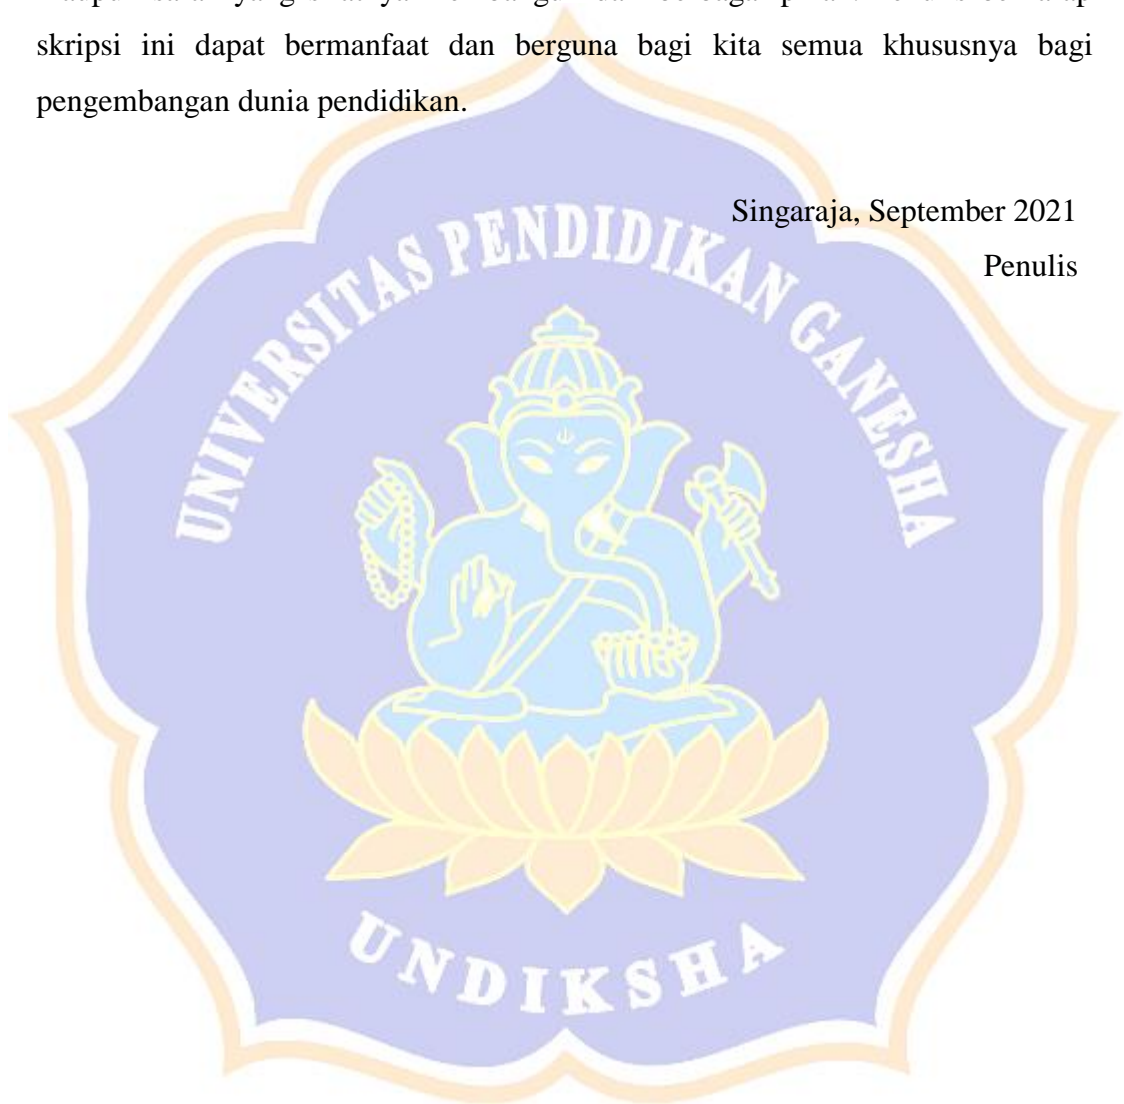 skripsi ini dapat bermanfaat dan berguna bagi kita semua khususnya bagi
pengembangan dunia pendidikan.
Singaraja, September 2021
Penulis
UNIVERSITAS PENDIDIKAN GANESHA
UNDIKSHA